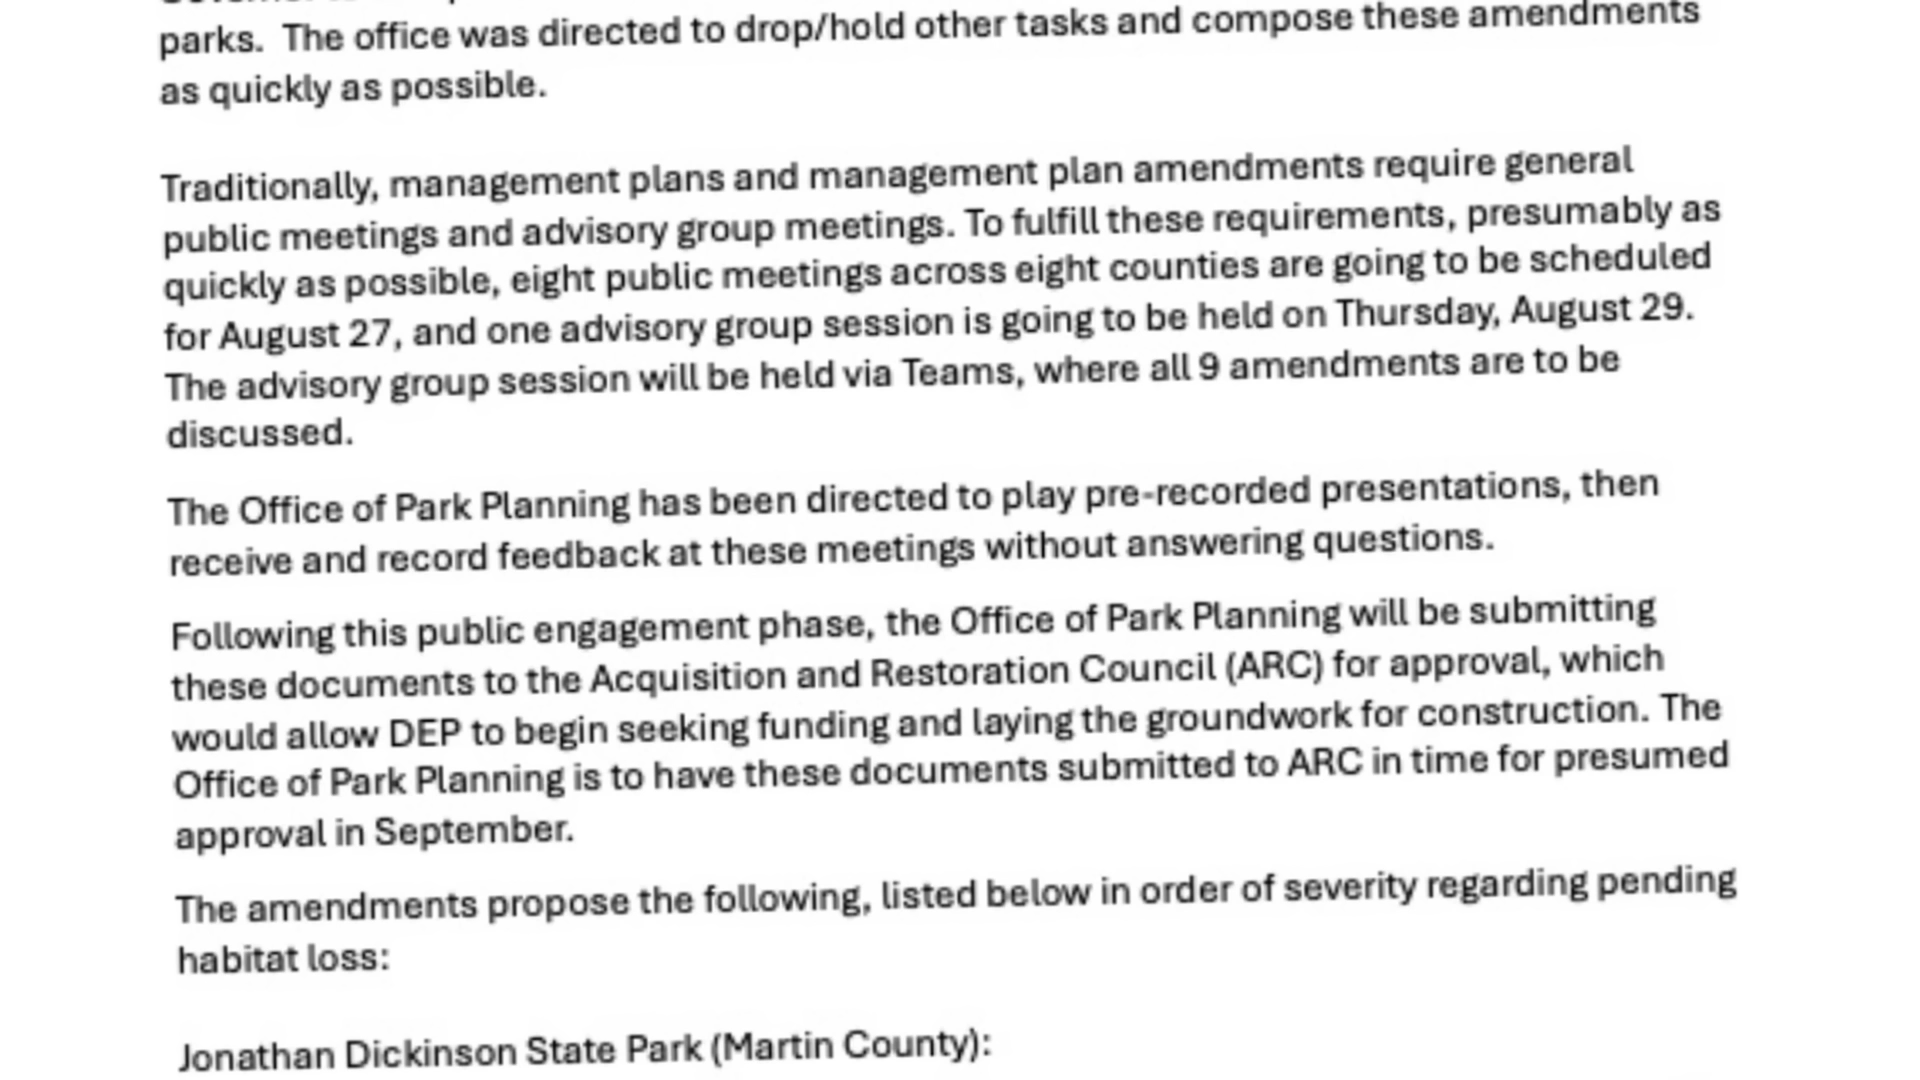 parks.  The office was directed to drop/hold other tasks and compose these amendments
as quickly as possible.
Traditionally, management plans and management plan amendments require general
public meetings and advisory group meetings. To fulfill these requirements, presumably as
quickly as possible, eight public meetings across eight counties are going to be scheduled
for August 27, and one advisory group session is going to be held on Thursday, August 29.
The advisory group session will be held via Teams, where all 9 amendments are to be
discussed.
The Office of Park Planning has been directed to play pre-recorded presentations, then
receive and record feedback at these meetings without answering questions.
Following this public engagement phase, the Office of Park Planning will be submitting
these documents to the Acquisition and Restoration Council (ARC) for approval, which
would allow DEP to begin seeking funding and laying the groundwork for construction. The
Office of Park Planning is to have these documents submitted to ARC in time for presumed
approval in September.
The amendments propose the following, listed below in order of severity regarding pending
habitat loss:
Jonathan Dickinson State Park (Martin County):